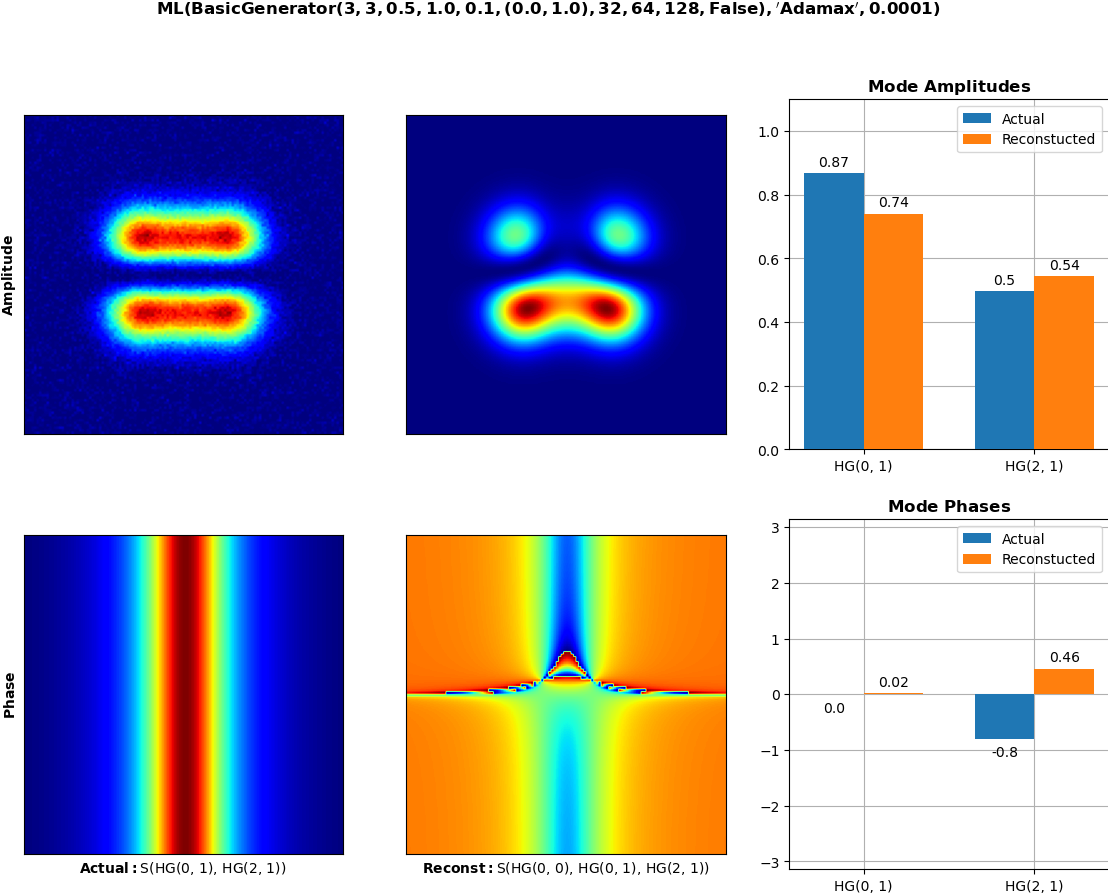 ML(BasicGenerator(3, 3, 0.5, 1.0, 0.1, (0.0, 1.0), 32, 64, 128, False), ′Adamax′, 0.0001)
Amplitude
Mode Amplitudes
Actual
Reconstucted
1.0
0.8
0.6
0.4
0.2
0.0
0.87
0.74
0.5
0.54
HG(0, 1)
HG(2, 1)
Phase
Actual: S(HG(0, 1), HG(2, 1))
Reconst: S(HG(0, 0), HG(0, 1), HG(2, 1))
Mode Phases
Actual
Reconstucted
3
2
1
0
−1
−2
−3
0.0
0.02
-0.8
0.46
HG(0, 1)
HG(2, 1)